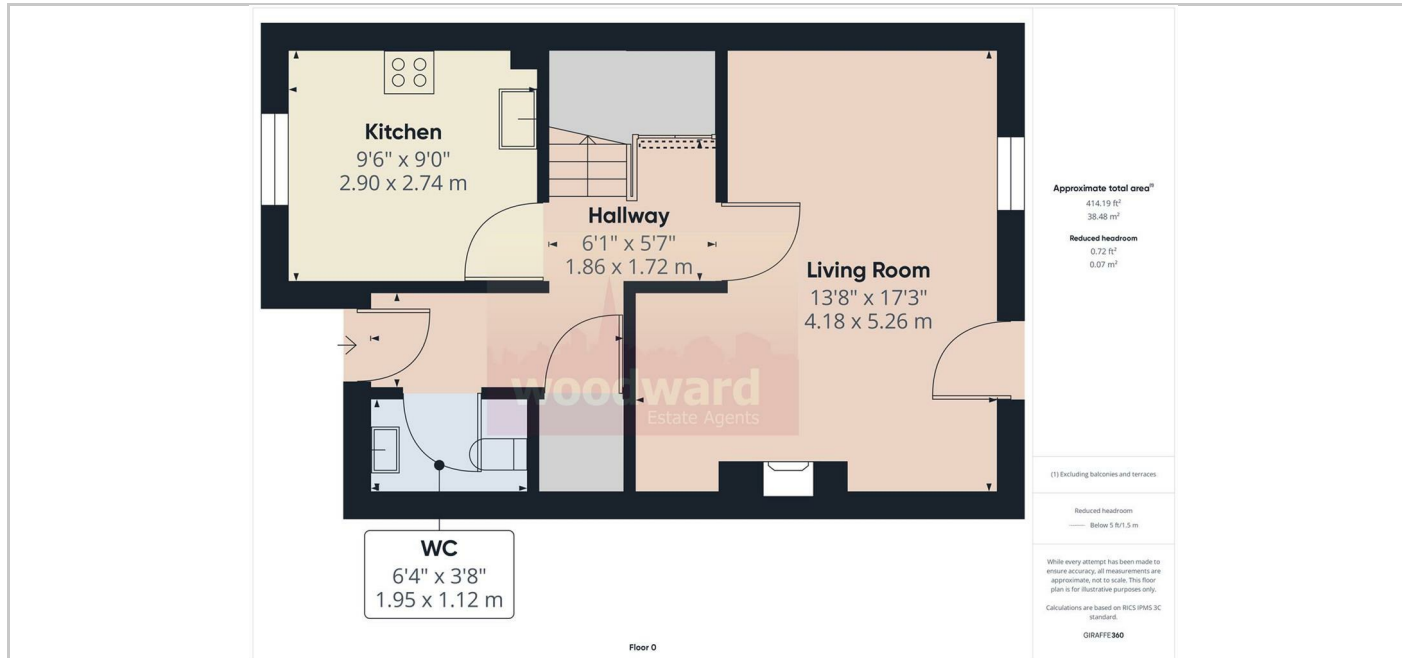 Kitchen
9'6" x 9'0"
2.90 x 2.74 m
Hallway
6'1" x 5'7"
1.86 x 1.72 m
Living Room
13'8" x 17'3"
4.18 x 5.26 m
woodward
Estate Agents
WC
6'4" x 3'8"
1.95 x 1.12 m
Floor 0
Approximate total area⁽¹⁾
414.19 ft²
38.48 m²
Reduced headroom
0.72 ft²
0.07 m²
(1) Excluding balconies and terraces
Reduced headroom
Below 5 ft/1.5 m
While every attempt has been made to
ensure accuracy, all measurements are
approximate, not to scale. This floor
plan is for illustrative purposes only.
Calculations are based on RICS IPMS 3C
standard.
GIRAFFE360